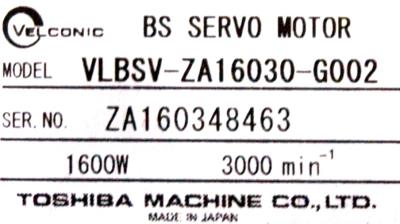 VELCONIC BS SERVO MOTOR
MODEL VLBSV-ZA16030-G002
SER. NO. ZA160348463
1600W 3000 min⁻¹
TOSHIBA MACHINE CO., LTD.
MADE IN JAPAN